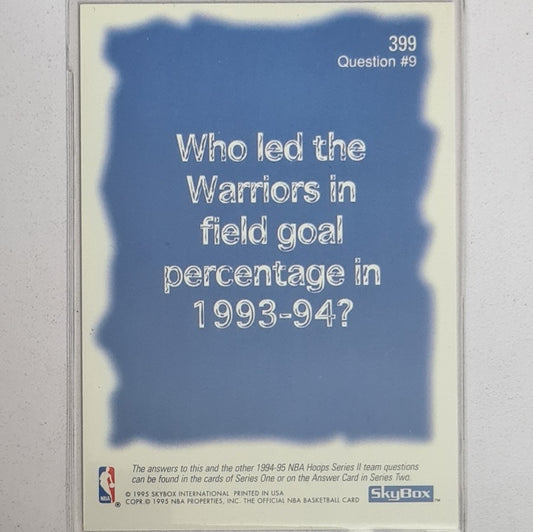 399
Question #9
Who led the
Warriors in
field goal
percentage in
1993-94?
The answers to this and the other 1994-95 NBA Hoops Series II team questions
can be found in the cards of Series One or on the Answer Card in Series Two.
© 1995 SKYBOX INTERNATIONAL PRINTED IN USA
COPR. © 1995 NBA PROPERTIES, INC. THE OFFICIAL NBA BASKETBALL CARD
NBA
SkyBox™